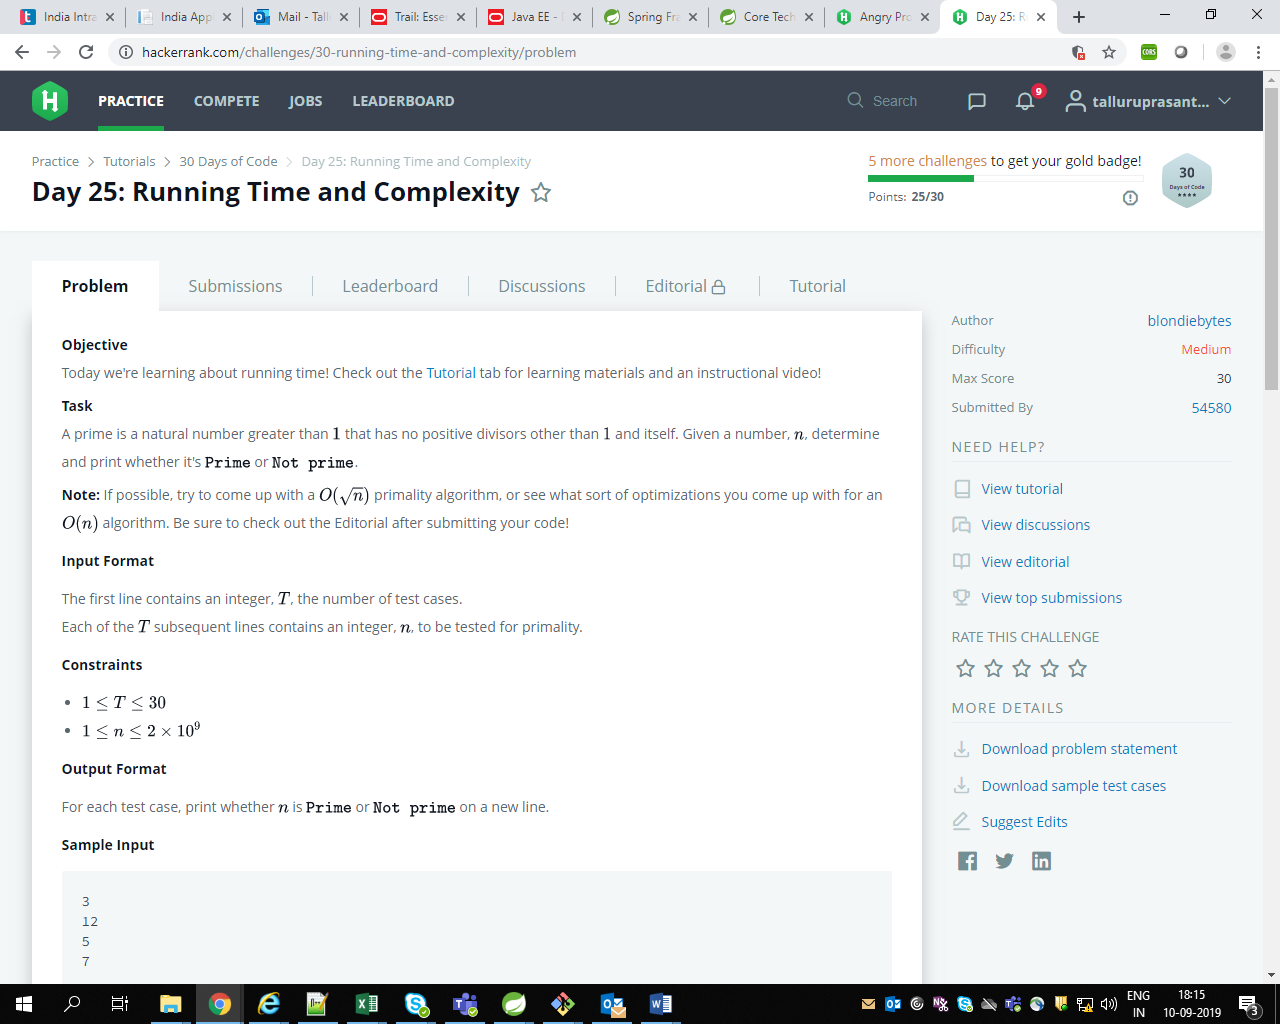 India Intra
India App
Mail - Tall
Trail: Esse
Java EE -
Spring Fra
Core Tech
Angry Pro
Day 25: R
hackerrank.com/challenges/30-running-time-and-complexity/problem
CORS
PRACTICE COMPETE JOBS LEADERBOARD
Search
9
talluruprasant...
Practice > Tutorials > 30 Days of Code > Day 25: Running Time and Complexity
Day 25: Running Time and Complexity
5 more challenges to get your gold badge!
Points: 25/30
30
Days of Code
Problem Submissions Leaderboard Discussions Editorial Tutorial
Objective
Today we're learning about running time! Check out the Tutorial tab for learning materials and an instructional video!
Task
A prime is a natural number greater than 1 that has no positive divisors other than 1 and itself. Given a number, n, determine
and print whether it's Prime or Not prime.
Note: If possible, try to come up with a O(√n) primality algorithm, or see what sort of optimizations you come up with for an
O(n) algorithm. Be sure to check out the Editorial after submitting your code!
Input Format
The first line contains an integer, T, the number of test cases.
Each of the T subsequent lines contains an integer, n, to be tested for primality.
Constraints
• 1 ≤ T ≤ 30
• 1 ≤ n ≤ 2 × 10⁹
Output Format
For each test case, print whether n is Prime or Not prime on a new line.
Sample Input
3
12
5
7
Author blondiebytes
Difficulty Medium
Max Score 30
Submitted By 54580
NEED HELP?
View tutorial
View discussions
View editorial
View top submissions
RATE THIS CHALLENGE
MORE DETAILS
Download problem statement
Download sample test cases
Suggest Edits
ENG
IN
18:15
10-09-2019
3